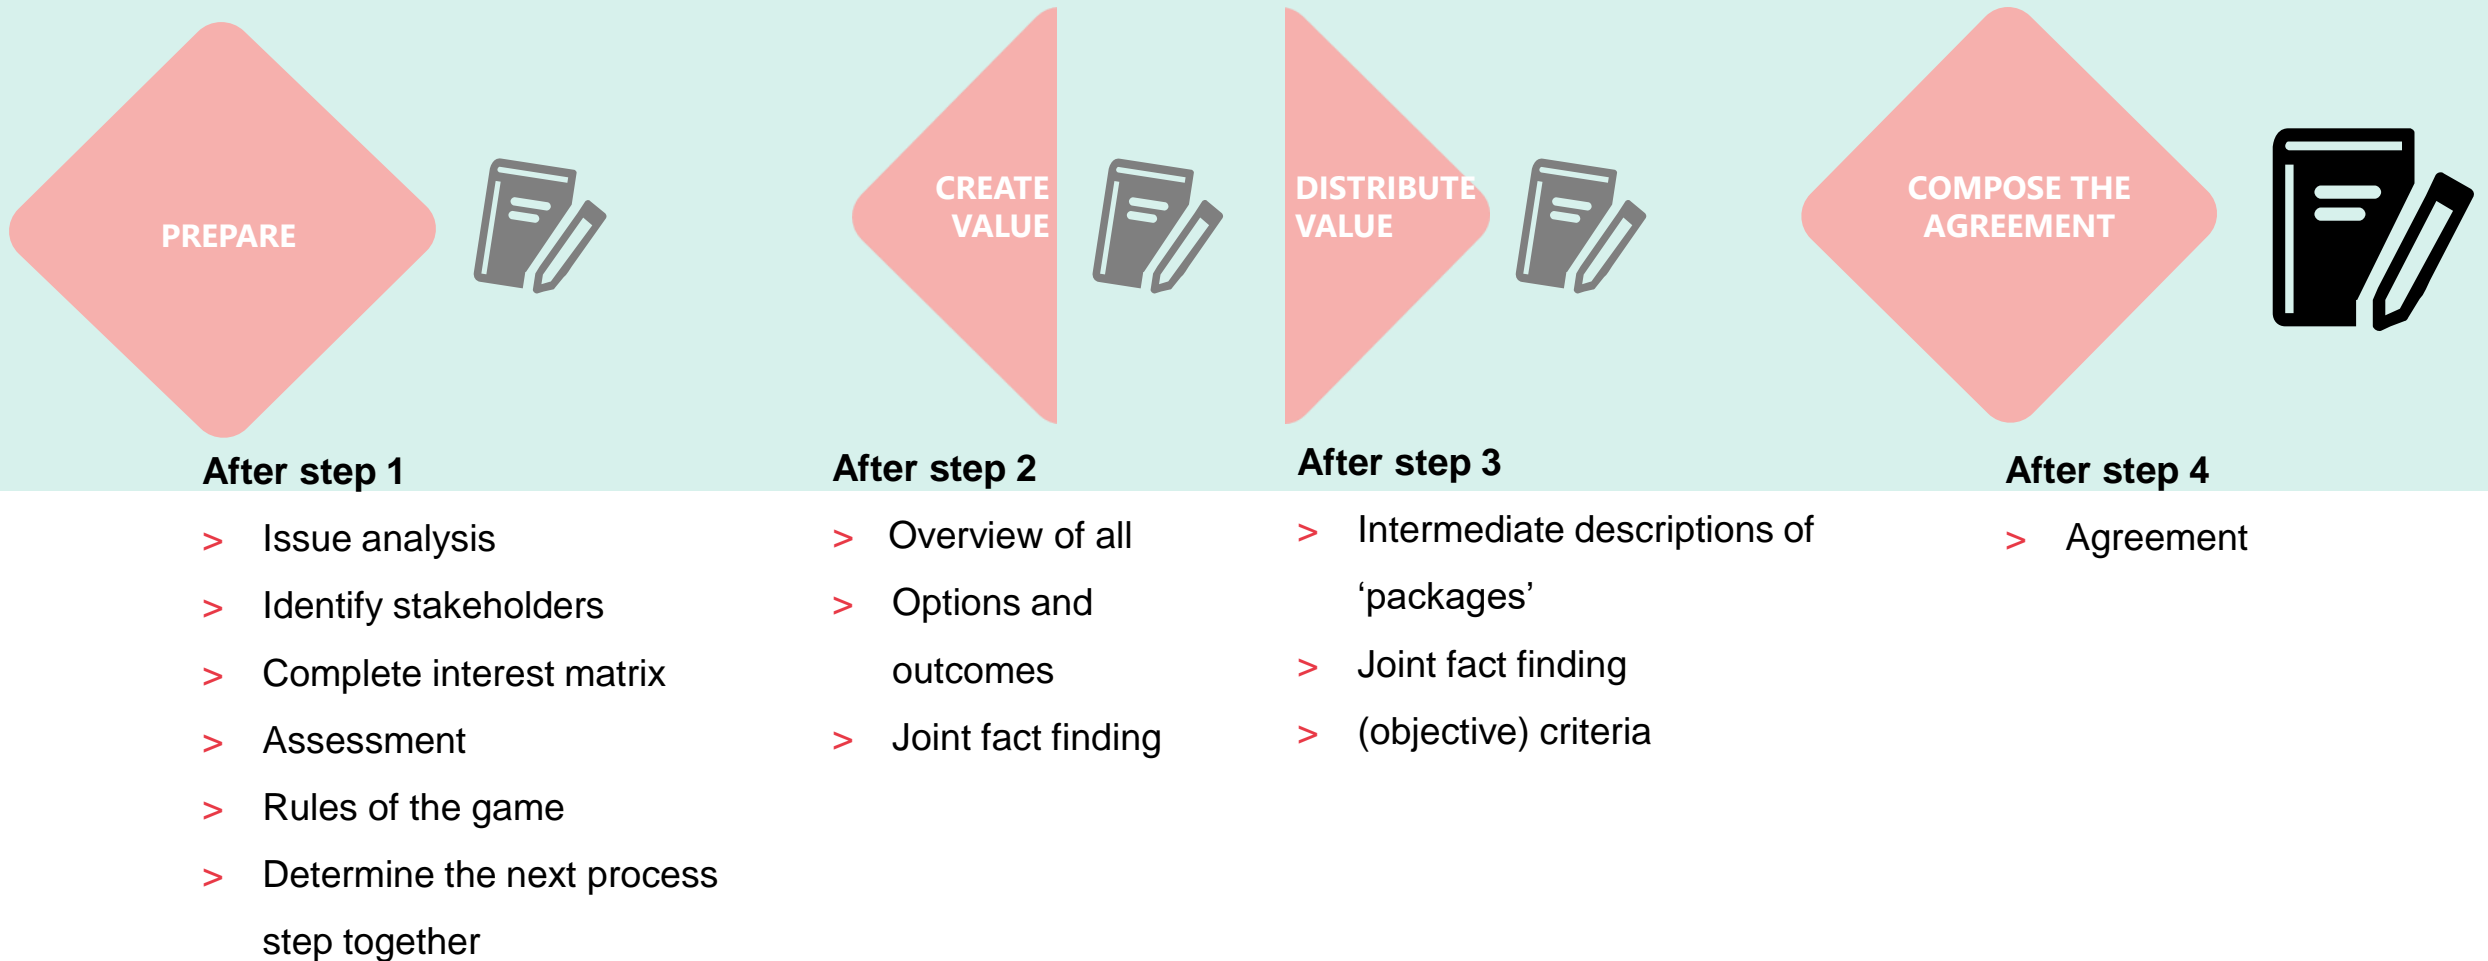 PREPARE
CREATE
VALUE
DISTRIBUTE
VALUE
COMPOSE THE
AGREEMENT
After step 1
> Issue analysis
> Identify stakeholders
> Complete interest matrix
> Assessment
> Rules of the game
> Determine the next process
step together
After step 2
> Overview of all
> Options and
outcomes
> Joint fact finding
After step 3
> Intermediate descriptions of
‘packages’
> Joint fact finding
> (objective) criteria
After step 4
> Agreement